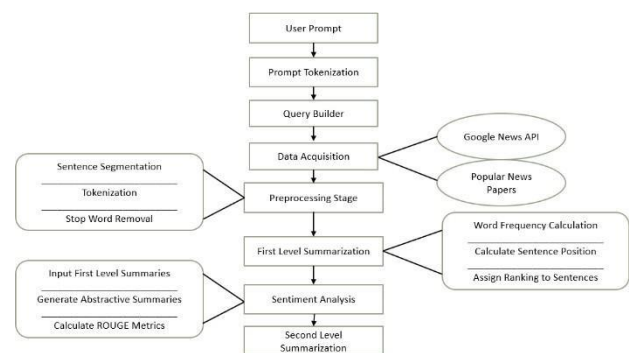 User Prompt
Prompt Tokenization
Query Builder
Google News API
Data Acquisition
Popular News
Papers
Sentence Segmentation
Tokenization
Stop Word Removal
Preprocessing Stage
Word Frequency Calculation
First Level Summarization
Calculate Sentence Position
Assign Ranking to Sentences
Input First Level Summaries
Generate Abstractive Summaries
Calculate ROUGE Metrics
Sentiment Analysis
Second Level
Summarization